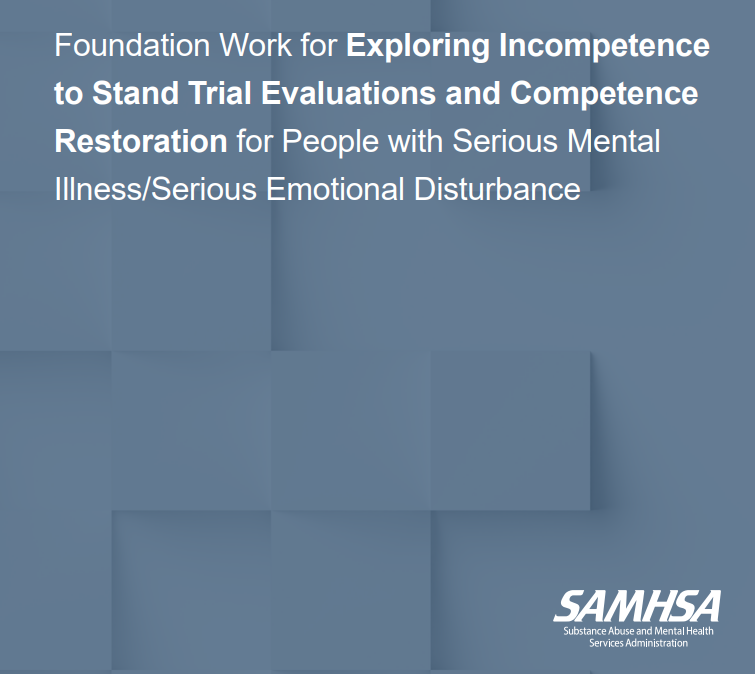 Foundation Work for Exploring Incompetence
to Stand Trial Evaluations and Competence
Restoration for People with Serious Mental
Illness/Serious Emotional Disturbance
SAMHSA
Substance Abuse and Mental Health
Services Administration